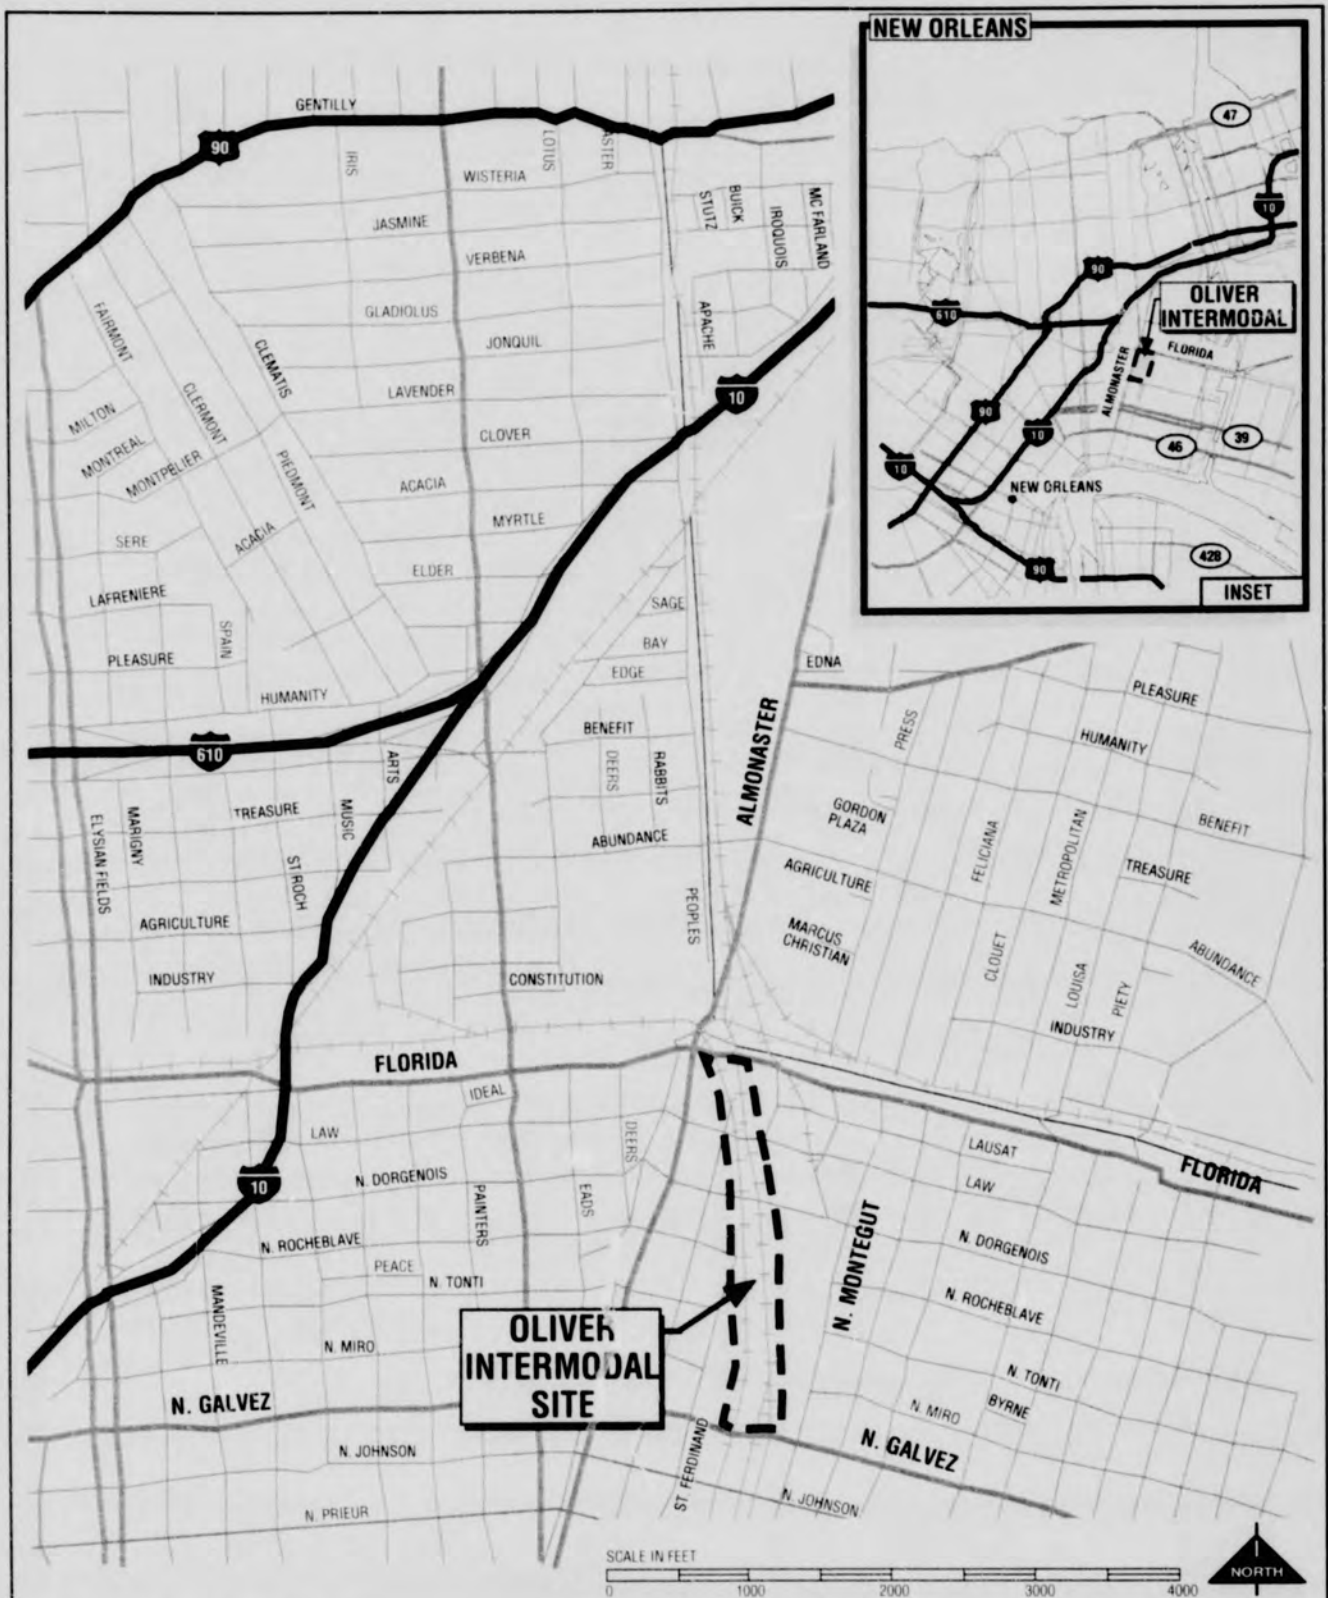 NEW ORLEANS
47
10
90
OLIVER
INTERMODAL
610
FLORIDA
ALMONASTER
90
10
39
46
10
NEW ORLEANS
428
90
INSET
GENTILLY
90
IRIS
LOTUS
ASTER
WISTERIA
STUTZ
BUICK
IROQUOIS
MC FARLAND
JASMINE
VERBENA
GLADIOLUS
APACHE
FAIRMONT
JONQUIL
CLEMATIS
LAVENDER
10
CLERMONT
MILTON
CLOVER
MONTREAL
MONTPELIER
PIEDMONT
ACACIA
MYRTLE
SERE
ACACIA
ELDER
LAFRENIERE
SAGE
SPAIN
BAY
PLEASURE
EDGE
EDNA
HUMANITY
PLEASURE
BENEFIT
PRESS
HUMANITY
610
ARTS
DEERS
RABBITS
ALMONASTER
TREASURE
MUSIC
GORDON
PLAZA
BENEFIT
ELYSIAN FIELDS
MARIGNY
ABUNDANCE
FELICIANA
METROPOLITAN
ST ROCH
AGRICULTURE
TREASURE
PEOPLES
AGRICULTURE
MARCUS
CHRISTIAN
ABUNDANCE
INDUSTRY
CONSTITUTION
CLOUET
LOUISA
PIETY
INDUSTRY
FLORIDA
IDEAL
LAW
DEERS
LAUSAT
FLORIDA
N. DORGENOIS
LAW
10
PAINTERS
EADS
N. ROCHEBLAVE
N. MONTEGUT
N. DORGENOIS
PEACE
N. TONTI
N. ROCHEBLAVE
MANDEVILLE
OLIVER
INTERMODAL
SITE
N. MIRO
N. TONTI
N. GALVEZ
N. MIRO
BYRNE
N. JOHNSON
ST. FERDINAND
N. GALVEZ
N. JOHNSON
N. PRIEUR
SCALE IN FEET
0 1000 2000 3000 4000
NORTH